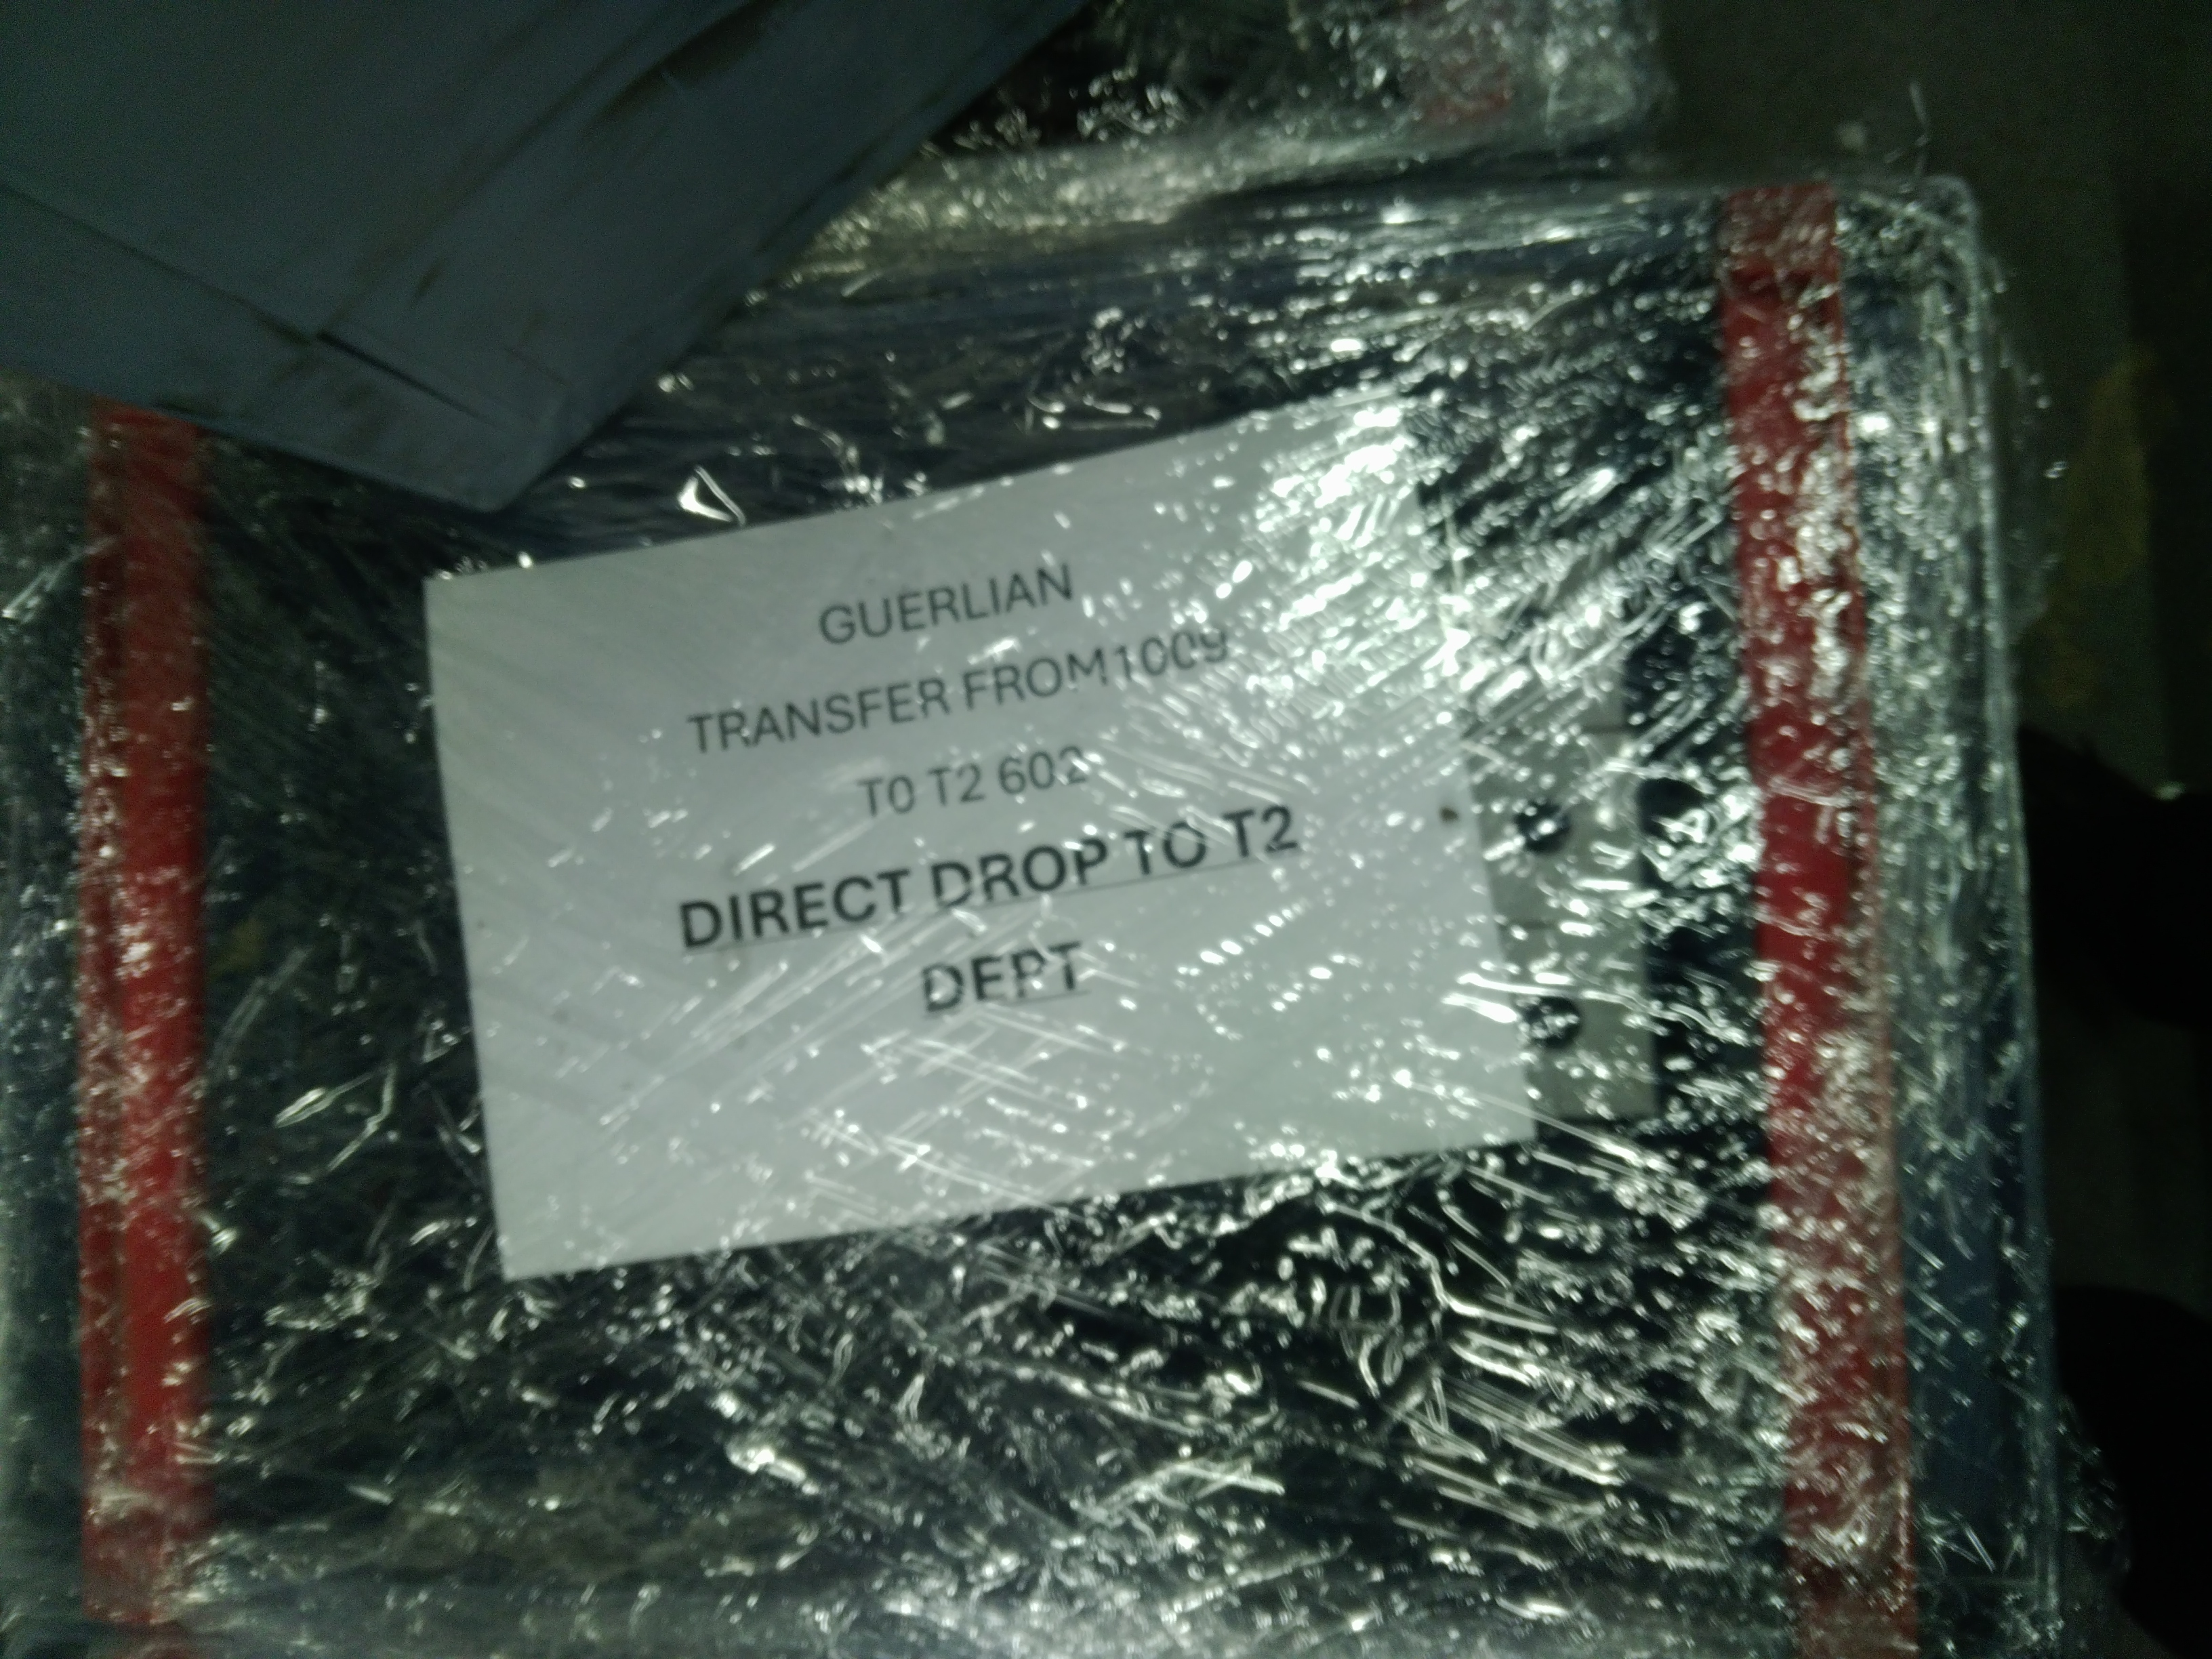 GUERLIAN
TRANSFER FROM1009
T0 T2 602
DIRECT DROP TO T2
DEPT